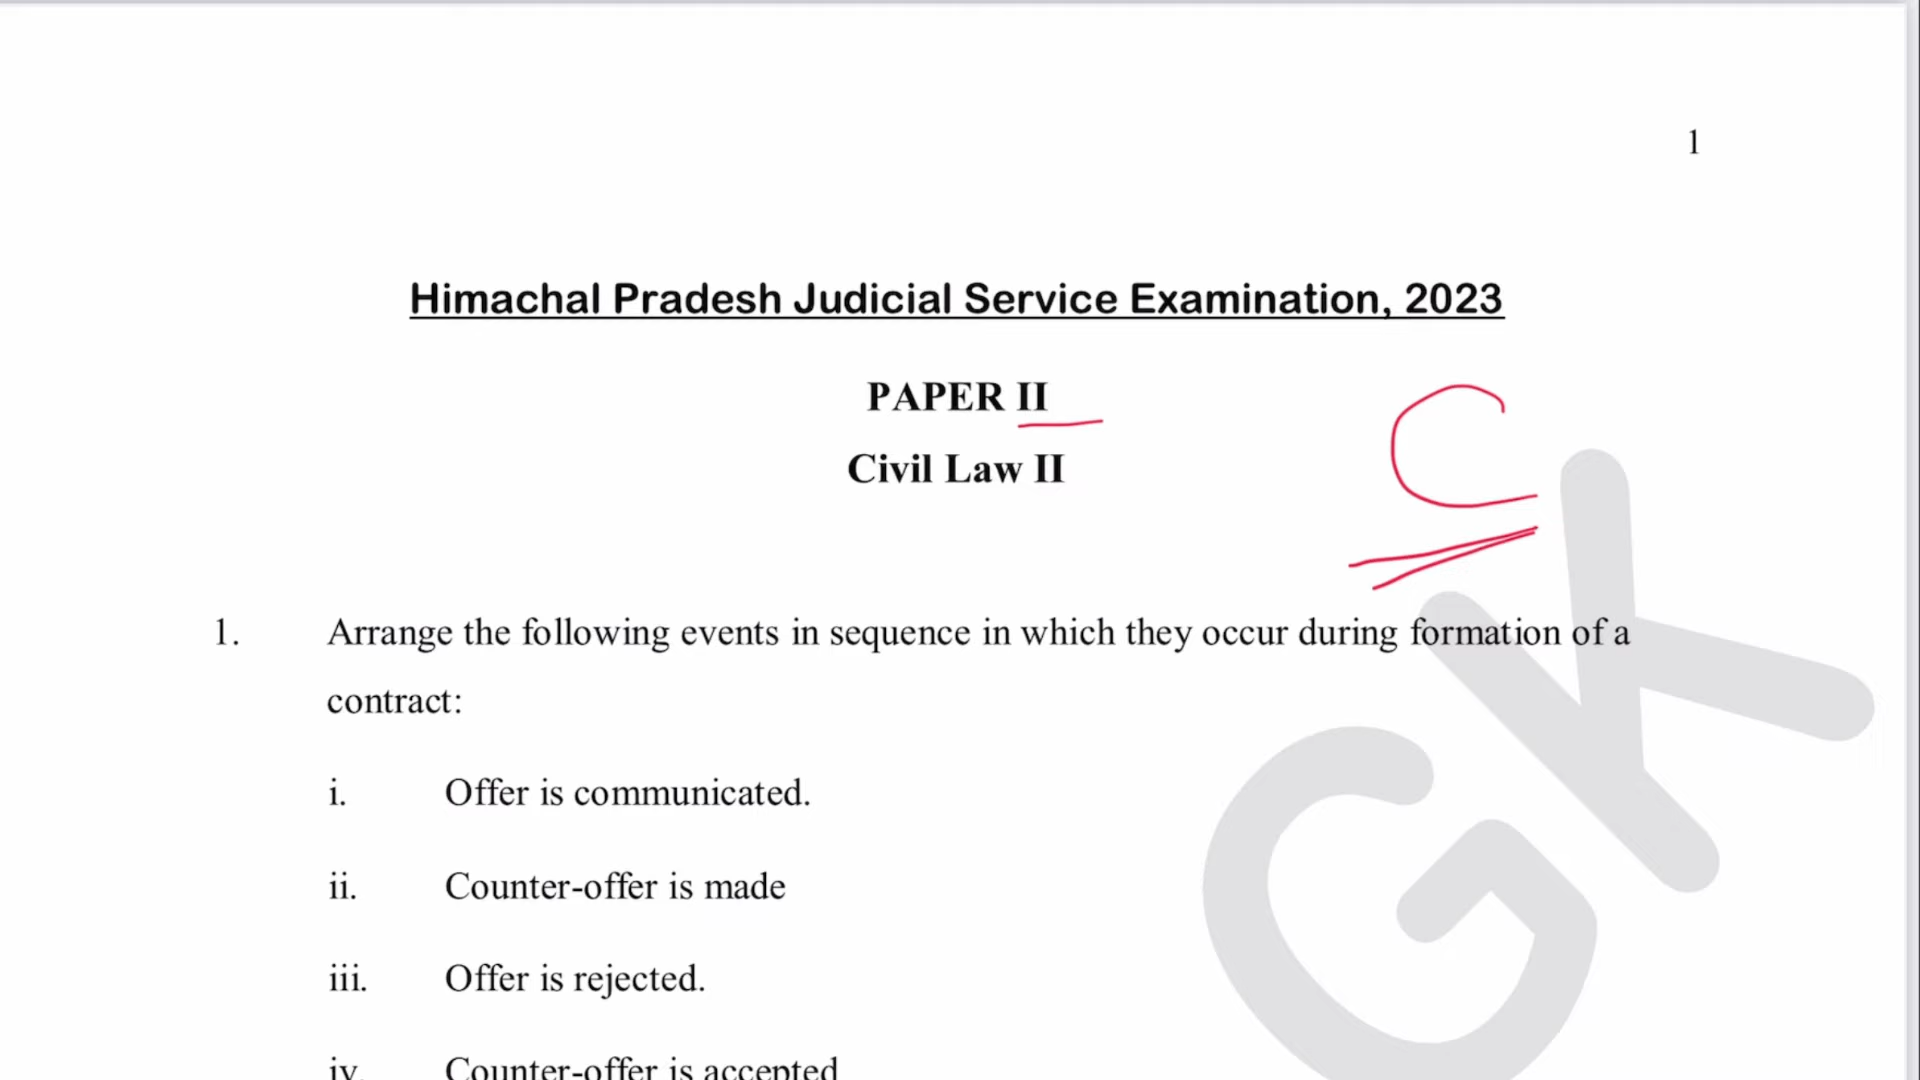 1
Himachal Pradesh Judicial Service Examination, 2023
PAPER II
Civil Law II
C
1. Arrange the following events in sequence in which they occur during formation of a
contract:
i. Offer is communicated.
ii. Counter-offer is made
iii. Offer is rejected.
iv. Counter-offer is accepted
GK